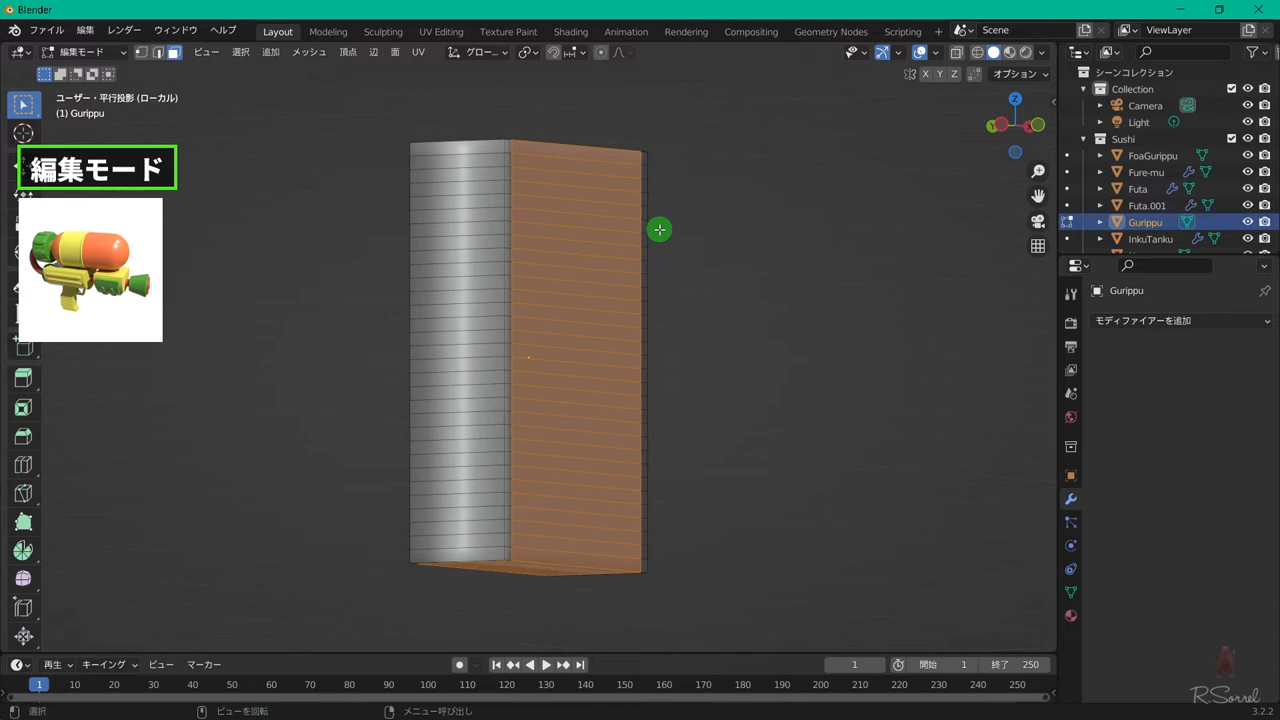 Blender
ファイル 編集 レンダー ウィンドウ ヘルプ Layout Modeling Sculpting UV Editing Texture Paint Shading Animation Rendering Compositing Geometry Nodes Scripting + Scene ViewLayer
編集モード ビュー 選択 追加 メッシュ 頂点 辺 面 UV グロー...
X Y Z オプション
シーンコレクション
ユーザー・平行投影 (ローカル)
(1) Gurippu
Collection
Camera
Light
Sushi
FoaGurippu
Fure-mu
Futa
Futa.001
Gurippu
InkuTanku
編集モード
Z
Y
X
Gurippu
モディファイアーを追加
再生 キーイング ビュー マーカー 1 開始 1 終了 250
1 10 20 30 40 50 60 70 80 90 100 110 120 130 140 150 160 170 180 190 200 210 220 230 240 250
選択 ビューを回転 メニュー呼び出し 3.2.2
R.Sorrel